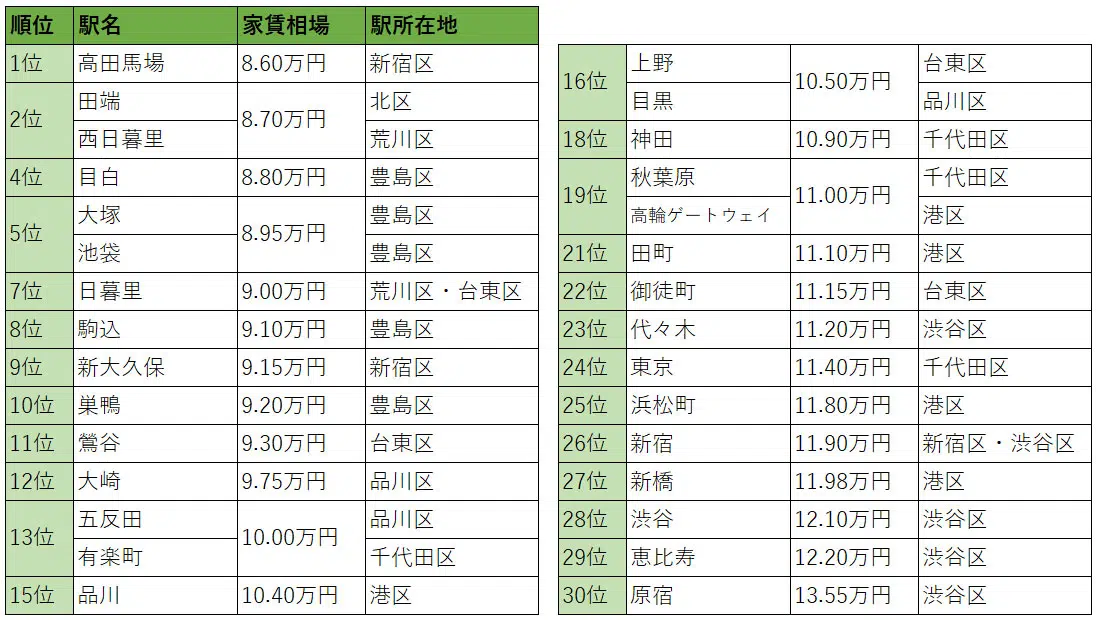 順位 駅名 家賃相場 駅所在地
1位 高田馬場 8.60万円 新宿区
2位 田端 8.70万円 北区
西日暮里 荒川区
4位 目白 8.80万円 豊島区
5位 大塚 8.95万円 豊島区
池袋 豊島区
7位 日暮里 9.00万円 荒川区・台東区
8位 駒込 9.10万円 豊島区
9位 新大久保 9.15万円 新宿区
10位 巣鴨 9.20万円 豊島区
11位 鶯谷 9.30万円 台東区
12位 大崎 9.75万円 品川区
13位 五反田 10.00万円 品川区
有楽町 千代田区
15位 品川 10.40万円 港区
16位 上野 10.50万円 台東区
目黒 品川区
18位 神田 10.90万円 千代田区
19位 秋葉原 11.00万円 千代田区
高輪ゲートウェイ 港区
21位 田町 11.10万円 港区
22位 御徒町 11.15万円 台東区
23位 代々木 11.20万円 渋谷区
24位 東京 11.40万円 千代田区
25位 浜松町 11.80万円 港区
26位 新宿 11.90万円 新宿区・渋谷区
27位 新橋 11.98万円 港区
28位 渋谷 12.10万円 渋谷区
29位 恵比寿 12.20万円 渋谷区
30位 原宿 13.55万円 渋谷区